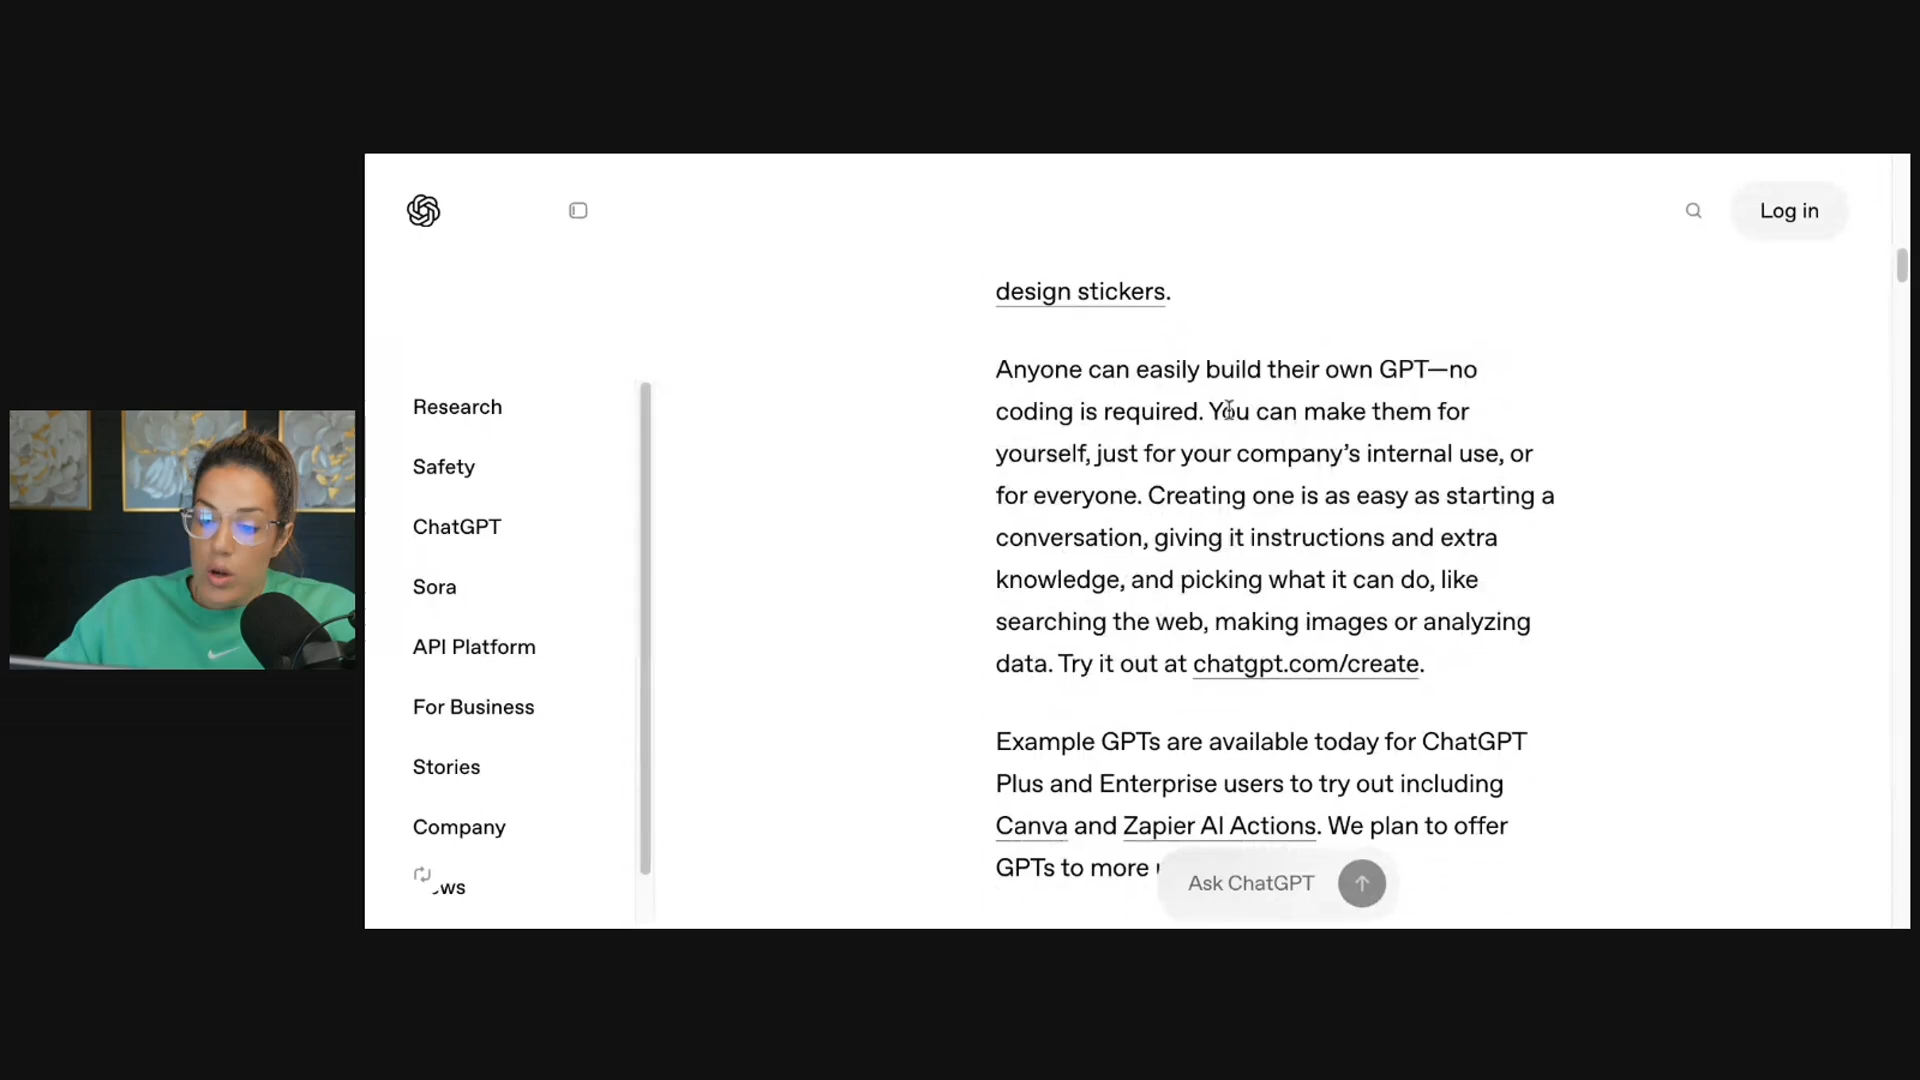 Log in
design stickers.
Research
Safety
ChatGPT
Sora
API Platform
For Business
Stories
Company
ws
Anyone can easily build their own GPT—no
coding is required. You can make them for
yourself, just for your company’s internal use, or
for everyone. Creating one is as easy as starting a
conversation, giving it instructions and extra
knowledge, and picking what it can do, like
searching the web, making images or analyzing
data. Try it out at chatgpt.com/create.
Example GPTs are available today for ChatGPT
Plus and Enterprise users to try out including
Canva and Zapier AI Actions. We plan to offer
GPTs to more
Ask ChatGPT